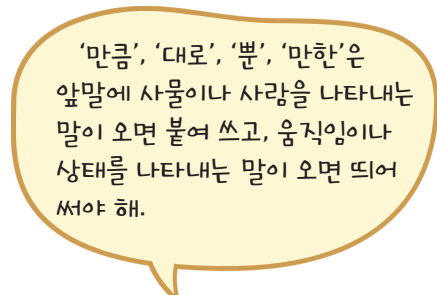 ‘만큼’, ‘대로’, ‘뿐’, ‘만한’은
앞말에 사물이나 사람을 나타내는
말이 오면 붙여 쓰고, 움직임이나
상태를 나타내는 말이 오면 띄어
써야 해.